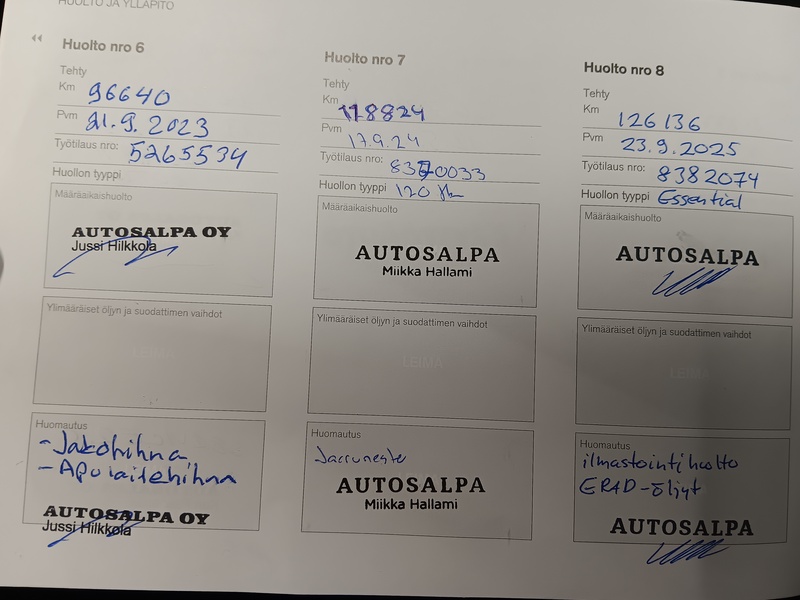 HUOLTO JA YLLÄPITO
Huolto nro 6
Tehty
Km 96640
Pvm 21.9.2023
Työtilaus nro: 5265534
Huollon tyyppi
Määräaikaishuolto
AUTOSALPA OY
Jussi Hilkkola
Ylimääräiset öljyn ja suodattimen vaihdot
Huomautus
- Jakohihna
- Apulaitehihna
AUTOSALPA OY
Jussi Hilkkola
Huolto nro 7
Tehty
Km 118824
Pvm 17.9.24
Työtilaus nro:
Huollon tyyppi 120
Määräaikaishuolto
AUTOSALPA
Miikka Hallami
Ylimääräiset öljyn ja suodattimen vaihdot
LEIMA
Huomautus
Jarruneste
AUTOSALPA
Miikka Hallami
Huolto nro 8
Tehty
Km 126136
Pvm 23.9.2025
Työtilaus nro: 8382074
Huollon tyyppi Essential
Määräaikaishuolto
AUTOSALPA
Ylimääräiset öljyn ja suodattimen vaihdot
LEIMA
Huomautus
ilmastointihuolto
ERAD-öljyt
AUTOSALPA